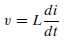 v = L di/dt